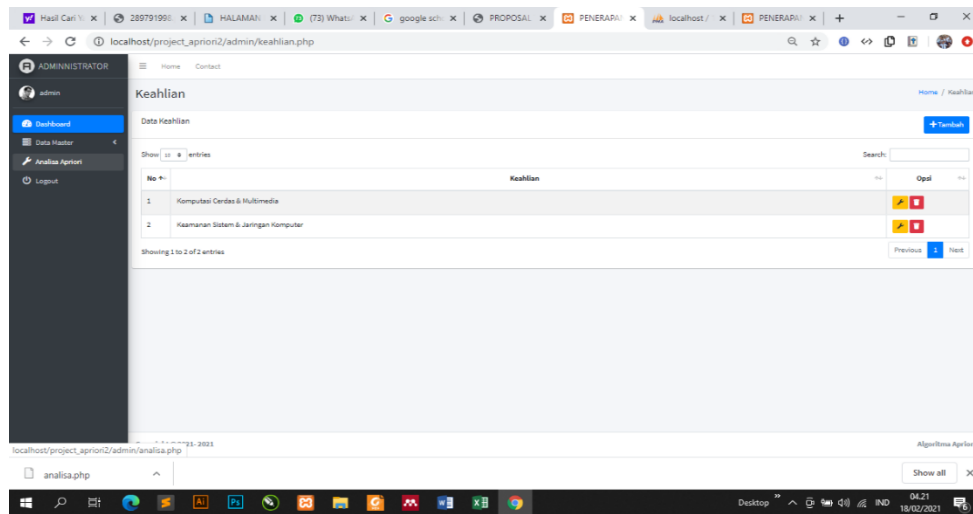 Hasil Cari Y
289791998
HALAMAN
(73) Whats
google sch
PROPOSAL
PENERAPA
localhost /
PENERAPA
localhost/project_apriori2/admin/keahlian.php
ADMINNISTRATOR
Home Contact
admin
Keahlian
Home / Keahlian
Dashboard
Data Keahlian
+Tambah
Data Master
Analisa Apriori
Show 10 entries
Search:
Logout
No Keahlian Opsi
1 Komputasi Cerdas & Multimedia
2 Keamanan Sistem & Jaringan Komputer
Showing 1 to 2 of 2 entries
Previous 1 Next
2021
Algoritma Aprior
localhost/project_apriori2/admin/analisa.php
analisa.php
Show all
Ai Ps
Desktop
IND
04.21
18/02/2021